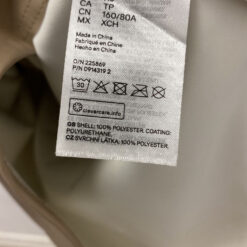 CA TP
CN 160/80A
MX XCH
Made in China
Fabriqué en Chine
Hecho en China
O/N 225869
P/N 0914319 2
30
clevercare.info
GB SHELL: 100% POLYESTER. COATING:
POLYURETHANE.
CZ SVRCHNÍ LÁTKA: 100% POLYESTER.